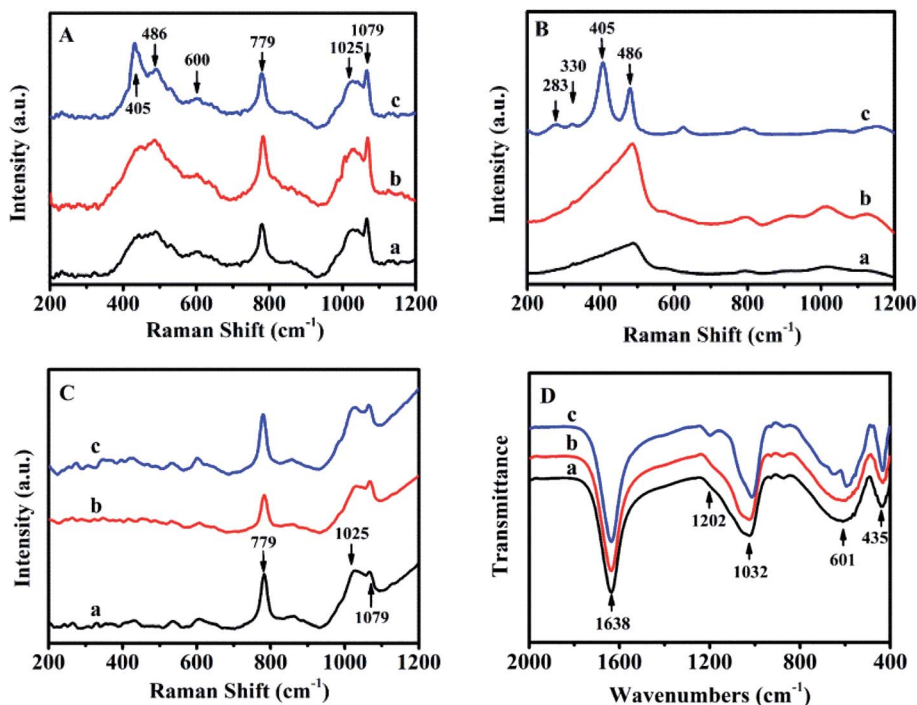 A
486
600
779
1025
1079
405
c
b
a
Intensity (a.u.)
200 400 600 800 1000 1200
Raman Shift (cm-1)
B
405
486
330
283
c
b
a
Intensity (a.u.)
200 400 600 800 1000 1200
Raman Shift (cm-1)
C
c
b
a
779
1025
1079
Intensity (a.u.)
200 400 600 800 1000 1200
Raman Shift (cm-1)
D
c
b
a
1638
1202
1032
601
435
Transmittance
2000 1600 1200 800 400
Wavenumbers (cm-1)